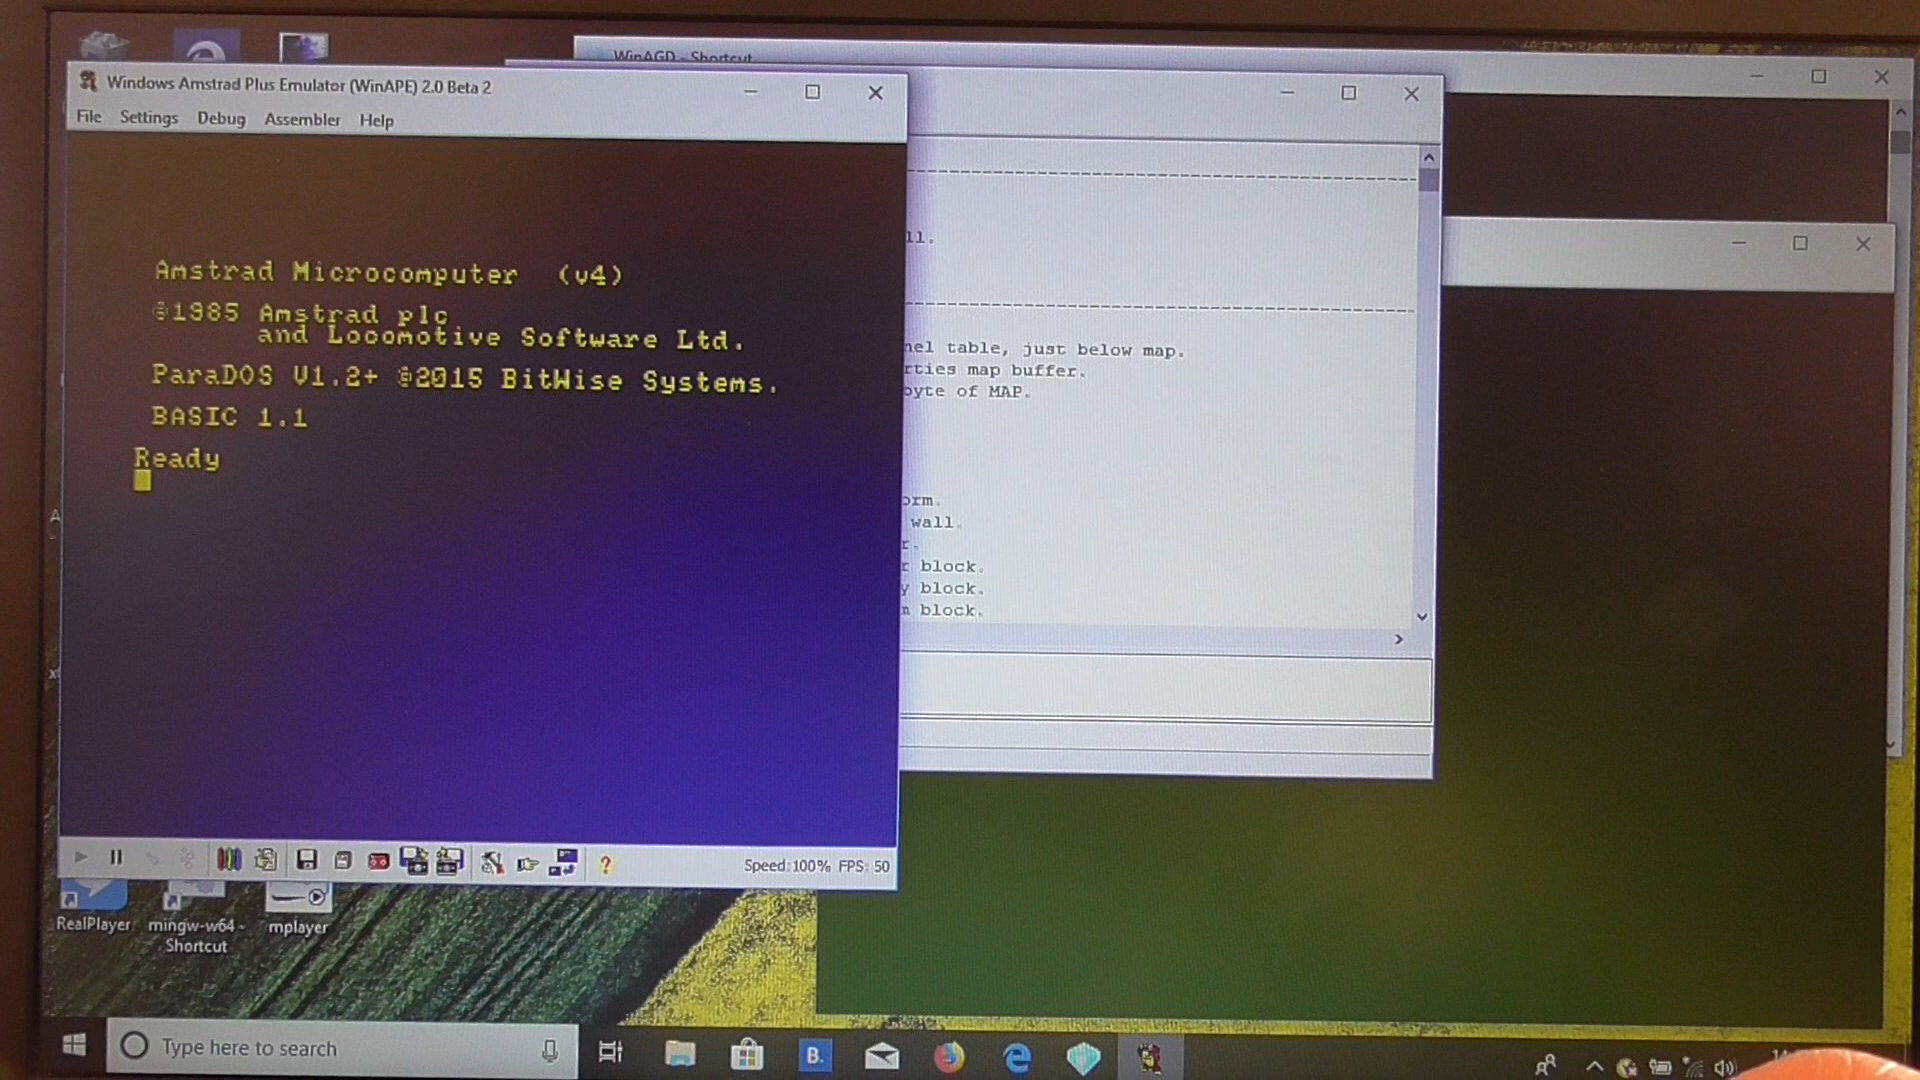 WinAGD - Shortcut
Windows Amstrad Plus Emulator (WinAPE) 2.0 Beta 2
File Settings Debug Assembler Help
Amstrad Microcomputer (v4)
©1985 Amstrad plc
and Locomotive Software Ltd.
ParaDOS V1.2+ ©2015 BitWise Systems.
BASIC 1.1
Ready
ll.
nel table, just below map.
rties map buffer.
byte of MAP.
orm.
wall.
r.
r block.
y block.
m block.
Speed:100% FPS: 50
RealPlayer
mingw-w64 -
Shortcut
mplayer
Type here to search
B.